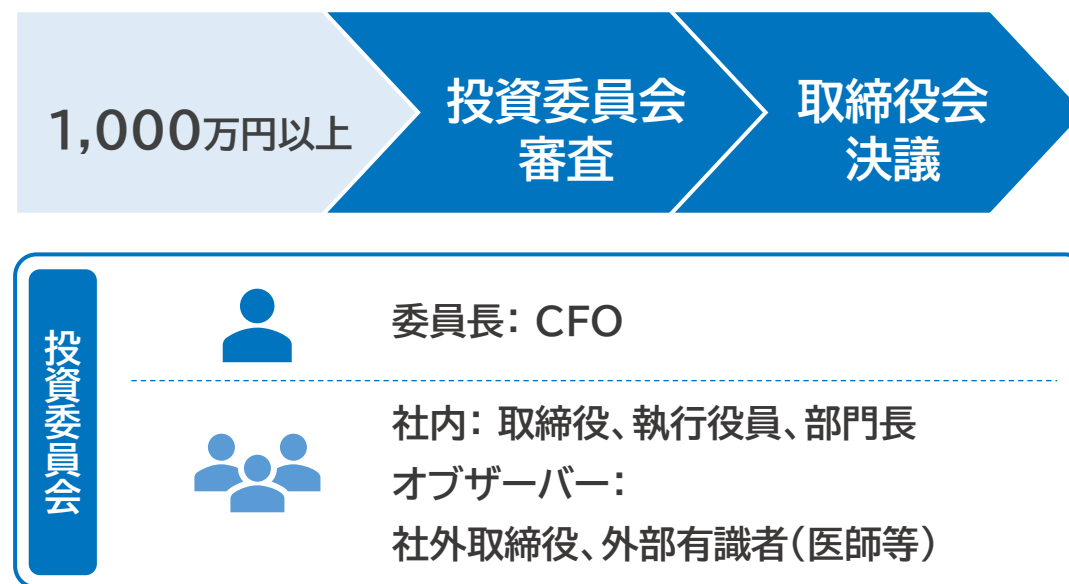 1,000万円以上
投資委員会
審査
取締役会
決議
投資委員会
委員長： CFO
社内： 取締役、執行役員、部門長
オブザーバー：
社外取締役、外部有識者（医師等）